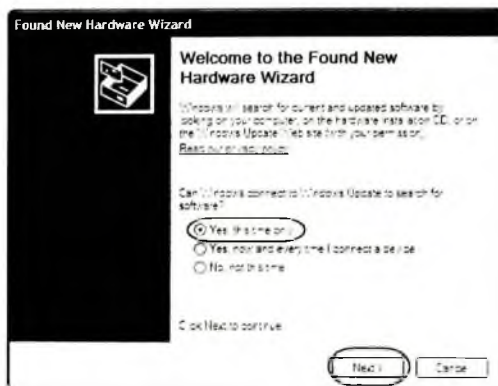 Found New Hardware Wizard
Welcome to the Found New
Hardware Wizard
Windows will search for current and updated software by
looking on your computer, on the hardware installation CD, or on
the Windows Update Web site (with your permission).
Read our privacy policy
Can Windows connect to Windows Update to search for
software?
Yes, this time only
Yes, now and every time I connect a device
No, not this time
Click Next to continue.
Next >
Cancel